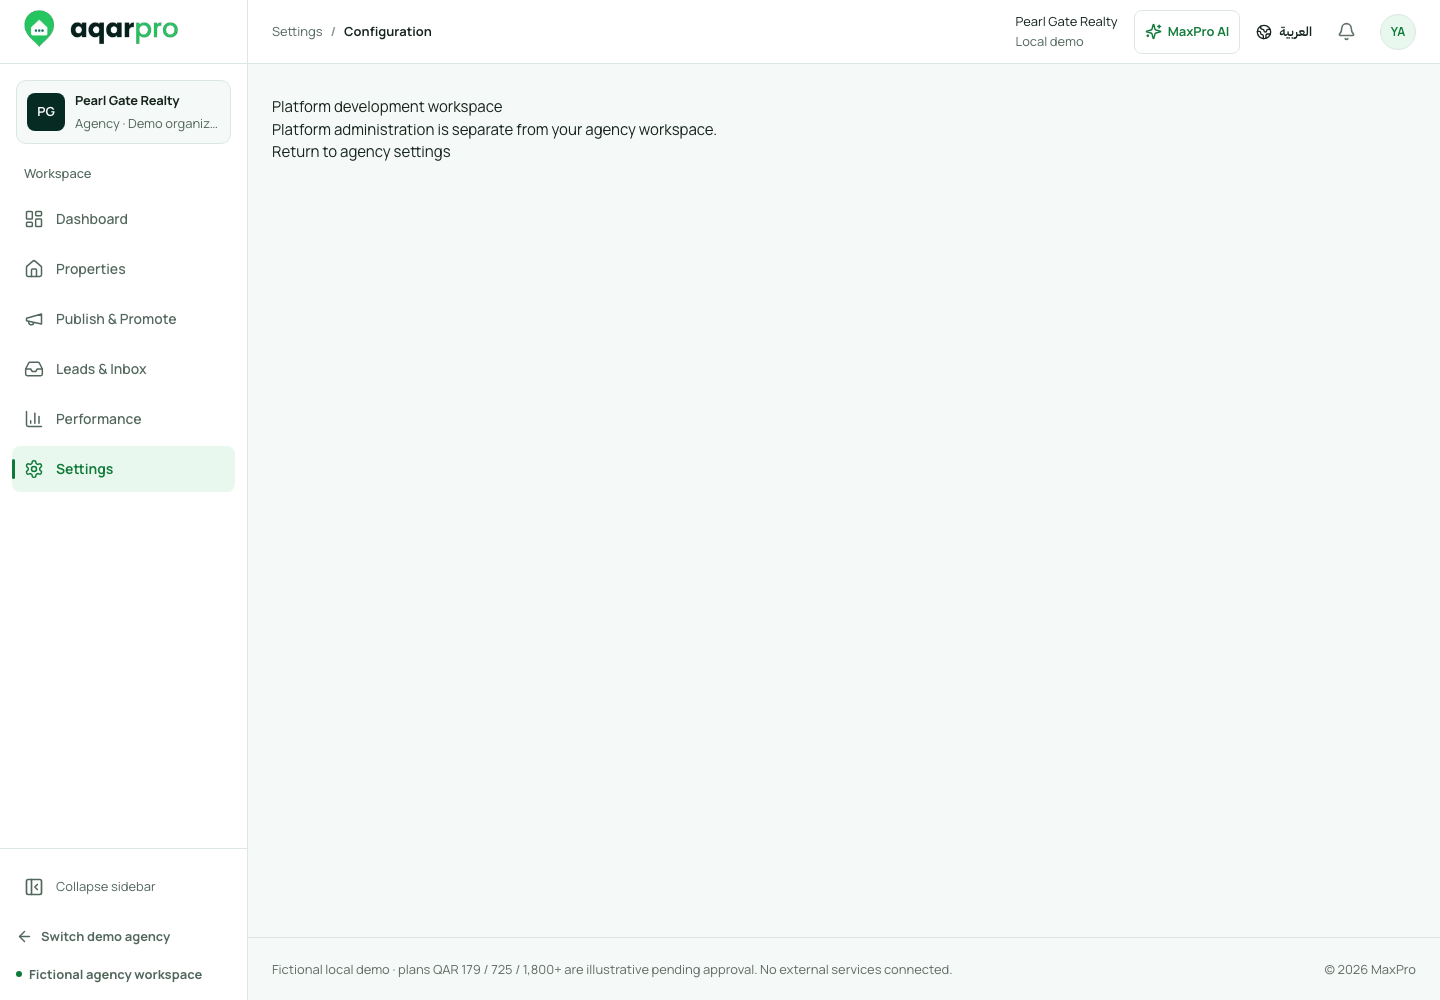 aqarpro
Settings / Configuration
Pearl Gate Realty
Local demo
MaxPro AI
العربية
YA
PG
Pearl Gate Realty
Agency · Demo organiz...
Workspace
Dashboard
Properties
Publish & Promote
Leads & Inbox
Performance
Settings
Platform development workspace
Platform administration is separate from your agency workspace.
Return to agency settings
Collapse sidebar
Switch demo agency
Fictional agency workspace
Fictional local demo · plans QAR 179 / 725 / 1,800+ are illustrative pending approval. No external services connected.
© 2026 MaxPro